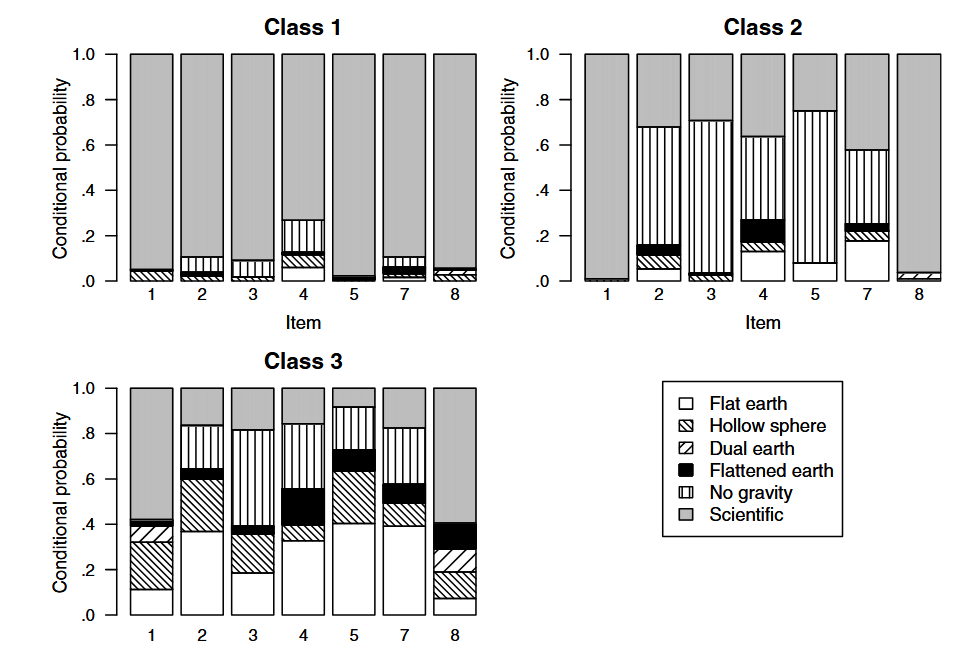 Class 1
Conditional probability
1.0
.8
.6
.4
.2
.0
1 2 3 4 5 7 8
Item
Class 2
Conditional probability
1.0
.8
.6
.4
.2
.0
1 2 3 4 5 7 8
Item
Class 3
Conditional probability
1.0
.8
.6
.4
.2
.0
1 2 3 4 5 7 8
Flat earth
Hollow sphere
Dual earth
Flattened earth
No gravity
Scientific